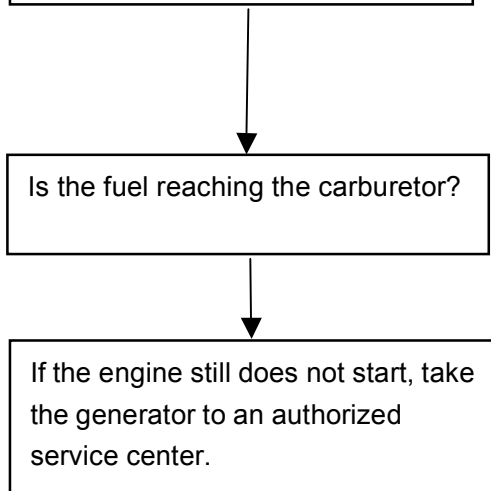 Is the fuel reaching the carburetor?
If the engine still does not start, take
the generator to an authorized
service center.